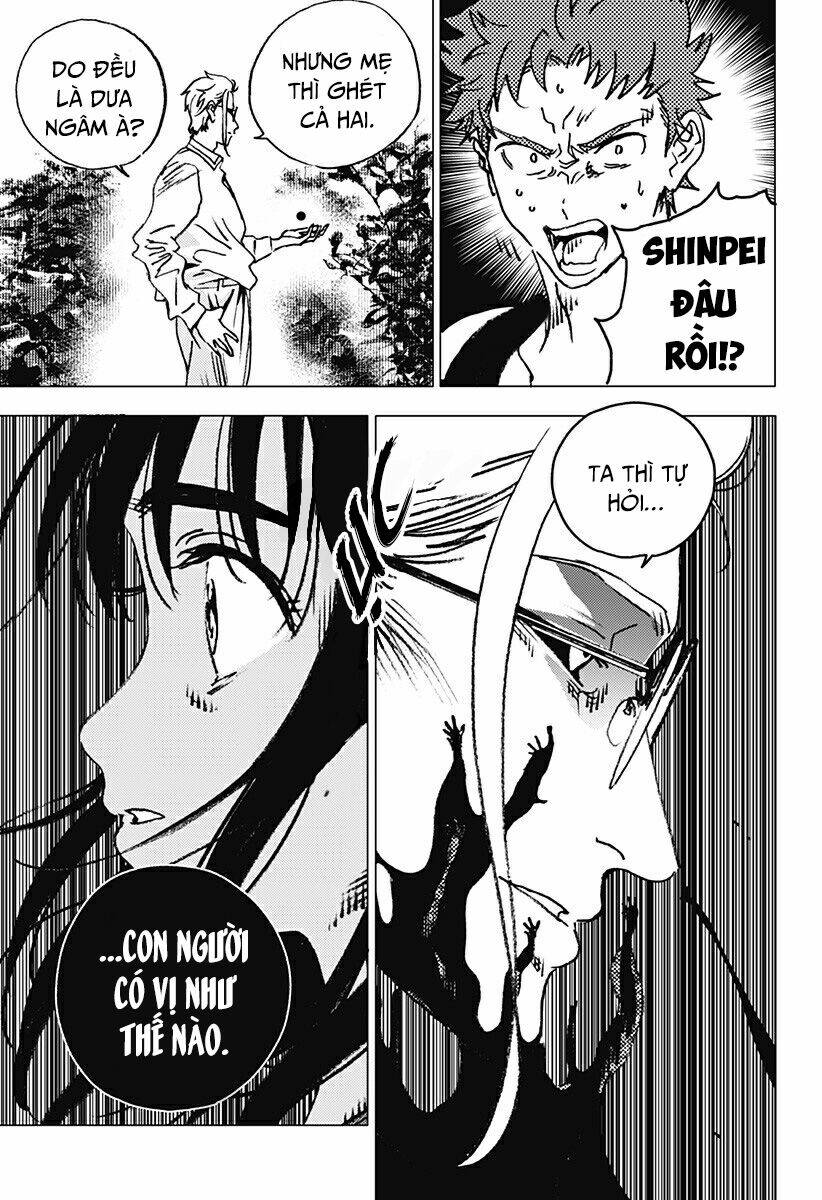 SHINPEI
ĐÂU
RỒI!?
NHƯNG MẸ
THÌ GHÉT
CẢ HAI.
DO ĐỀU
LÀ DƯA
NGÂM À?
TA THÌ TỰ
HỎI...
...CON NGƯỜI
CÓ VỊ NHƯ
THẾ NÀO.